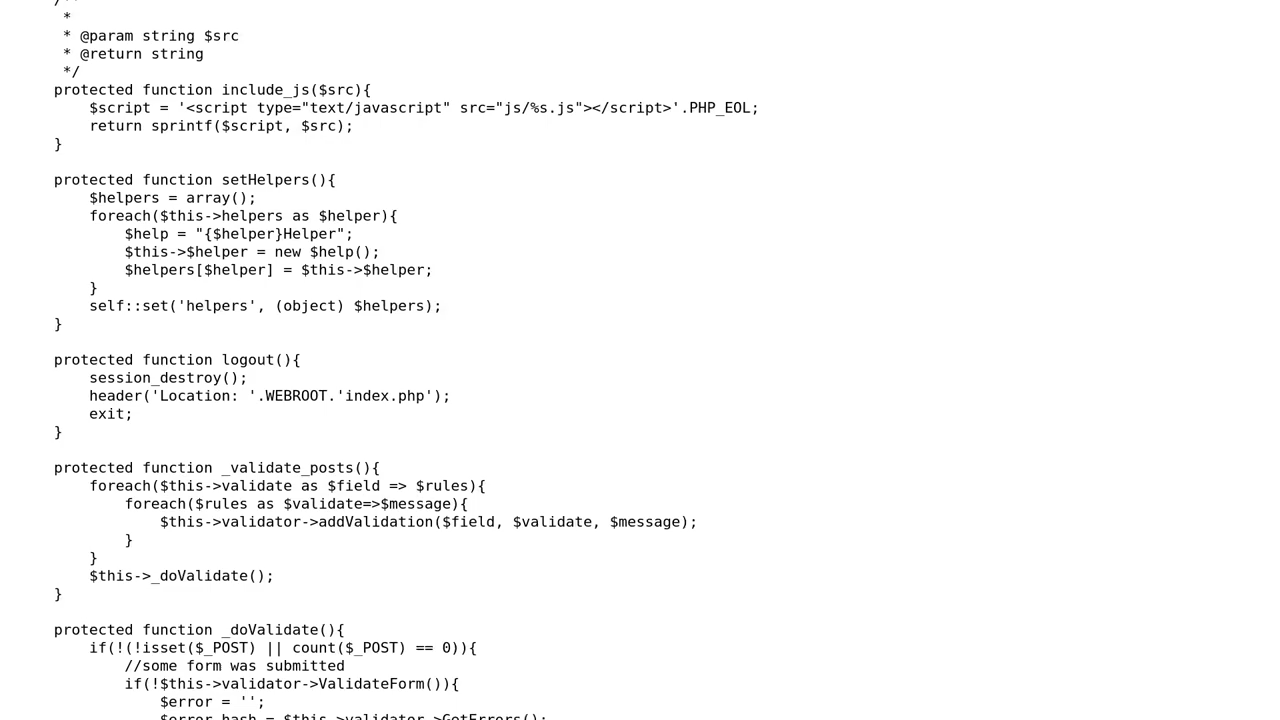 /**
 *
 * @param string $src
 * @return string
 */
protected function include_js($src){
    $script = '<script type="text/javascript" src="js/%s.js"></script>'.PHP_EOL;
    return sprintf($script, $src);
}

protected function setHelpers(){
    $helpers = array();
    foreach($this->helpers as $helper){
        $help = "{$helper}Helper";
        $this->$helper = new $help();
        $helpers[$helper] = $this->$helper;
    }
    self::set('helpers', (object) $helpers);
}

protected function logout(){
    session_destroy();
    header('Location: '.WEBROOT.'index.php');
    exit;
}

protected function _validate_posts(){
    foreach($this->validate as $field => $rules){
        foreach($rules as $validate=>$message){
            $this->validator->addValidation($field, $validate, $message);
        }
    }
    $this->_doValidate();
}

protected function _doValidate(){
    if(!(!isset($_POST) || count($_POST) == 0)){
        //some form was submitted
        if(!$this->validator->ValidateForm()){
            $error = '';
            $error_hash = $this->validator->GetErrors();